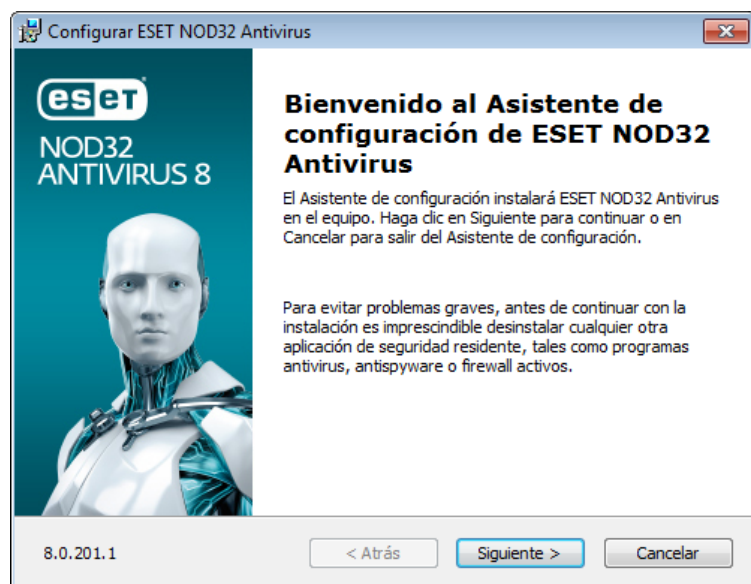 Configurar ESET NOD32 Antivirus
eset
NOD32
ANTIVIRUS 8
Bienvenido al Asistente de
configuración de ESET NOD32
Antivirus
El Asistente de configuración instalará ESET NOD32 Antivirus
en el equipo. Haga clic en Siguiente para continuar o en
Cancelar para salir del Asistente de configuración.
Para evitar problemas graves, antes de continuar con la
instalación es imprescindible desinstalar cualquier otra
aplicación de seguridad residente, tales como programas
antivirus, antispyware o firewall activos.
8.0.201.1
< Atrás
Siguiente >
Cancelar